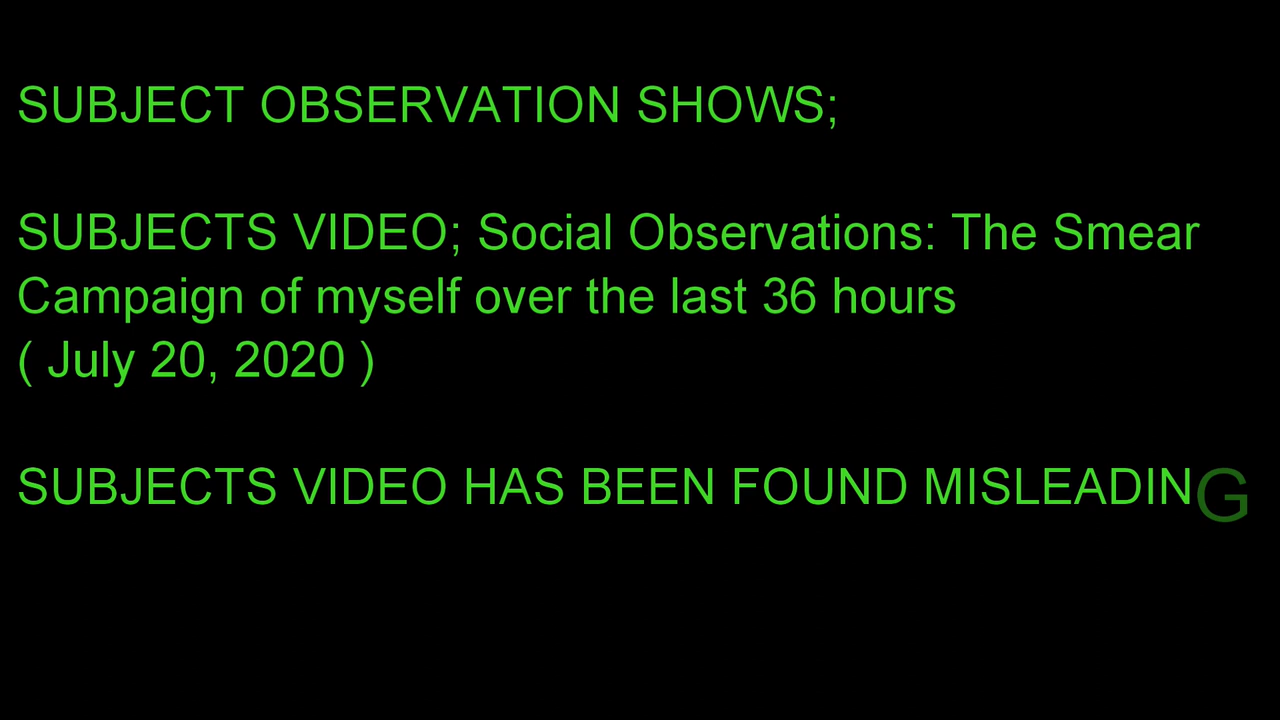 SUBJECT OBSERVATION SHOWS;
SUBJECTS VIDEO; Social Observations: The Smear
Campaign of myself over the last 36 hours
( July 20, 2020 )
SUBJECTS VIDEO HAS BEEN FOUND MISLEADING